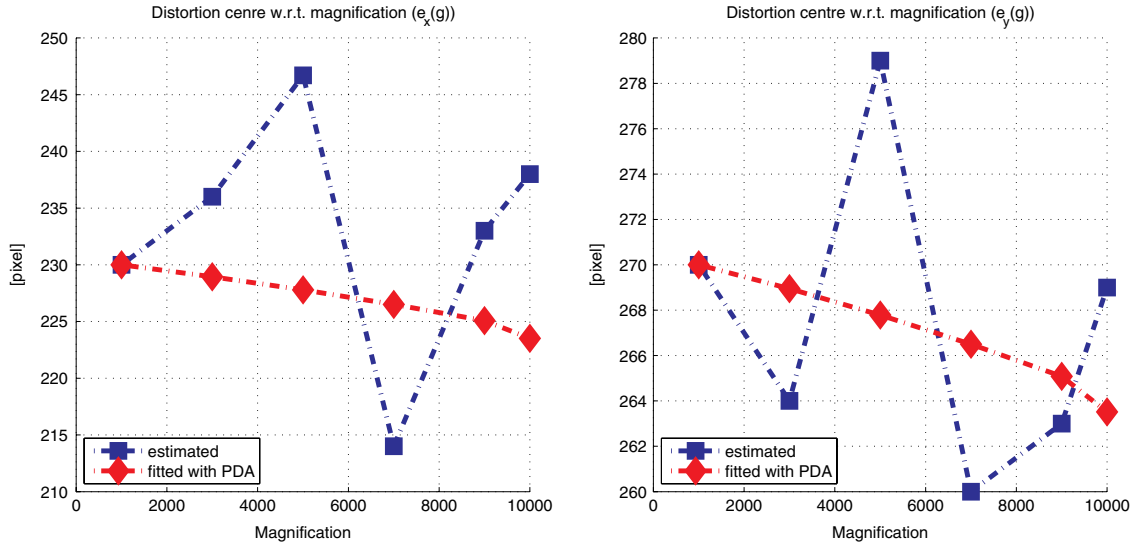 Distortion cenre w.r.t. magnification (e_x(g))
250
245
240
235
230
225
220
215
210
[pixel]
0 2000 4000 6000 8000 10000
Magnification
estimated
fitted with PDA
Distortion centre w.r.t. magnification (e_y(g))
280
278
276
274
272
270
268
266
264
262
260
[pixel]
0 2000 4000 6000 8000 10000
Magnification
estimated
fitted with PDA